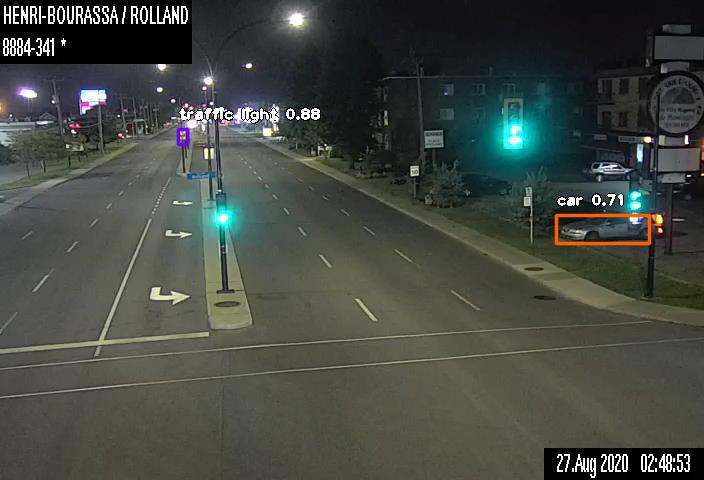 HENRI-BOURASSA / ROLLAND
8884-341 *
traffic light 0.88
car 0.71
27.Aug 2020 02:48:53